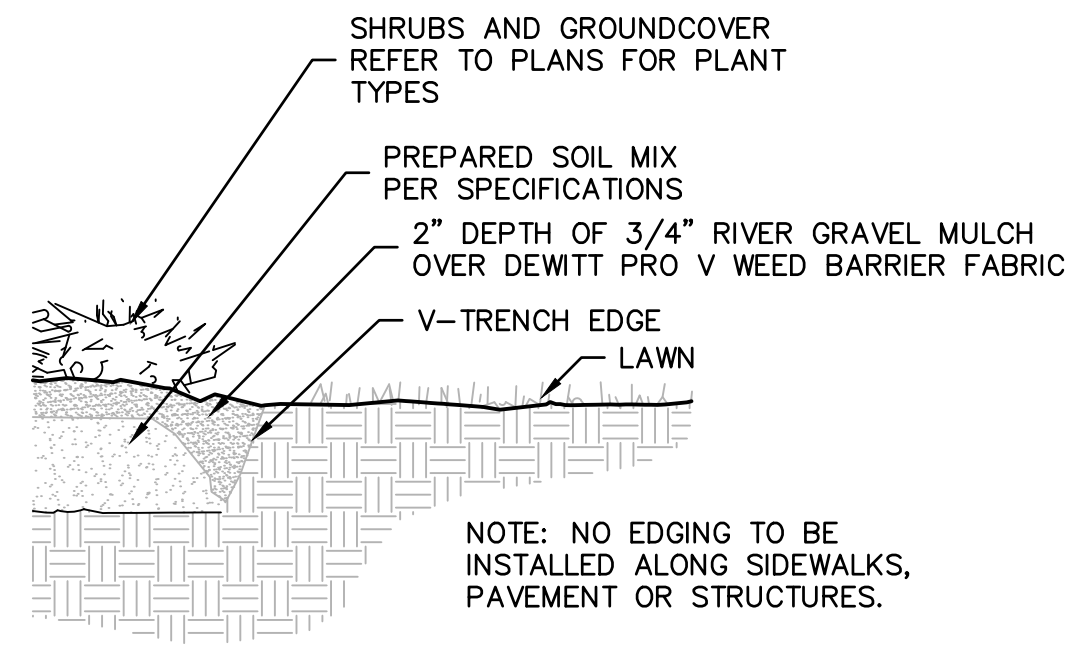 SHRUBS AND GROUNDCOVER
REFER TO PLANS FOR PLANT
TYPES
PREPARED SOIL MIX
PER SPECIFICATIONS
2” DEPTH OF 3/4” RIVER GRAVEL MULCH
OVER DEWITT PRO V WEED BARRIER FABRIC
V-TRENCH EDGE
LAWN
NOTE: NO EDGING TO BE
INSTALLED ALONG SIDEWALKS,
PAVEMENT OR STRUCTURES.